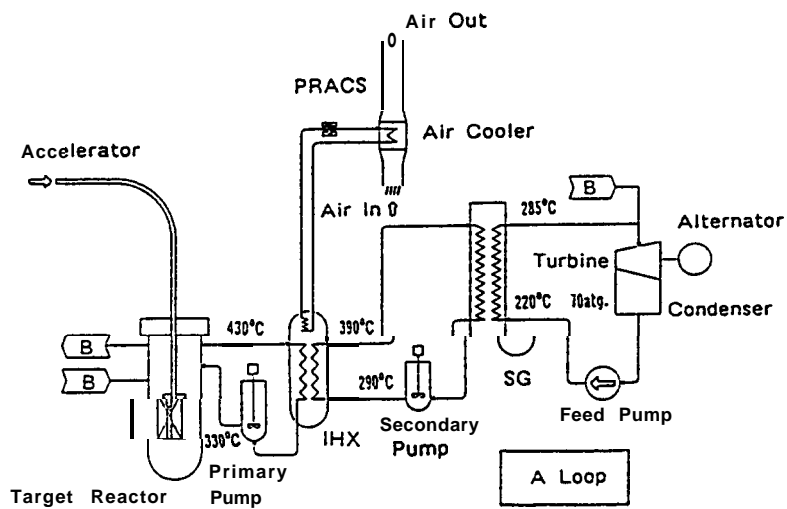 Air Out
PRACS
Air Cooler
Accelerator
Air In
B
285°C
Alternator
Turbine
430°C
390°C
220°C
70atg.
Condenser
B
B
290°C
SG
Feed Pump
330°C
IHX
Secondary
Pump
Primary
Pump
A Loop
Target Reactor